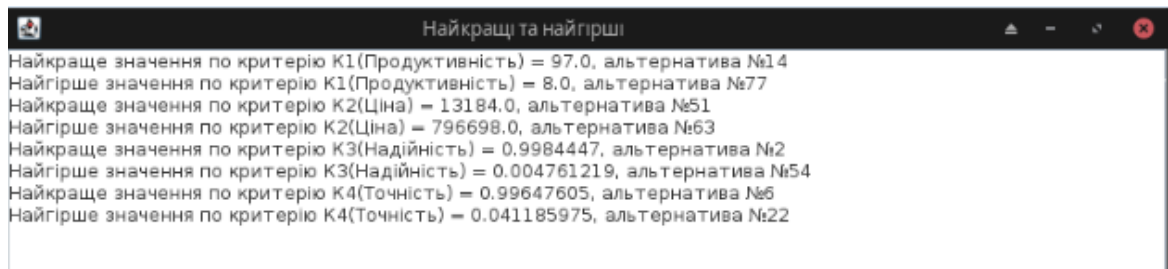 Найкращі та найгірші
Найкраще значення по критерію К1(Продуктивність) = 97.0, альтернатива №14
Найгірше значення по критерію К1(Продуктивність) = 8.0, альтернатива №77
Найкраще значення по критерію К2(Ціна) = 13184.0, альтернатива №51
Найгірше значення по критерію К2(Ціна) = 796698.0, альтернатива №63
Найкраще значення по критерію К3(Надійність) = 0.9984447, альтернатива №2
Найгірше значення по критерію К3(Надійність) = 0.004761219, альтернатива №54
Найкраще значення по критерію К4(Точність) = 0.99647605, альтернатива №6
Найгірше значення по критерію К4(Точність) = 0.041185975, альтернатива №22